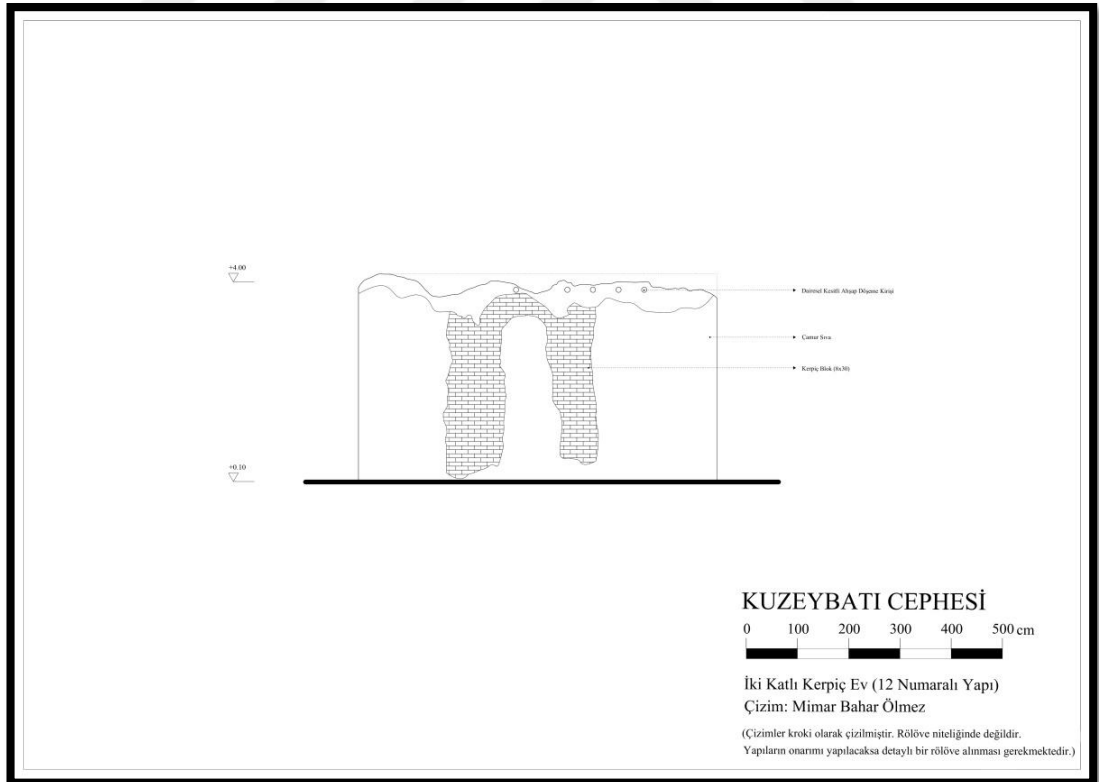 +4.00
Dairesel Kesitli Ahşap Döşeme Kirişi
Çamur Sıva
Kerpiç Blok (8x30)
+0.10
KUZEYBATI CEPHESİ
0 100 200 300 400 500 cm
İki Katlı Kerpiç Ev (12 Numaralı Yapı)
Çizim: Mimar Bahar Ölmez
(Çizimler kroki olarak çizilmiştir. Rölöve niteliğinde değildir.
Yapıların onarımı yapılacaksa detaylı bir rölöve alınması gerekmektedir.)